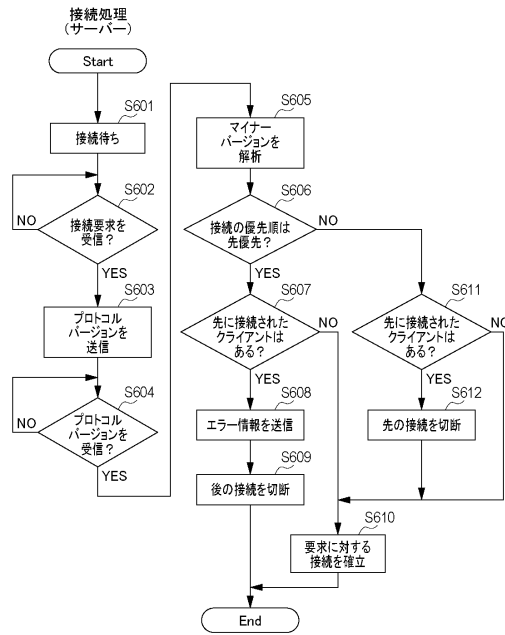 接続処理
(サーバー)
Start
S601
接続待ち
S602
接続要求を
受信?
NO
YES
S603
プロトコル
バージョンを
送信
S604
プロトコル
バージョンを
受信?
NO
YES
S605
マイナー
バージョンを
解析
S606
接続の優先順は
先優先?
NO
YES
S607
先に接続された
クライアントは
ある?
NO
YES
S608
エラー情報を送信
S609
後の接続を切断
S611
先に接続された
クライアントは
ある?
NO
YES
S612
先の接続を切断
S610
要求に対する
接続を確立
End